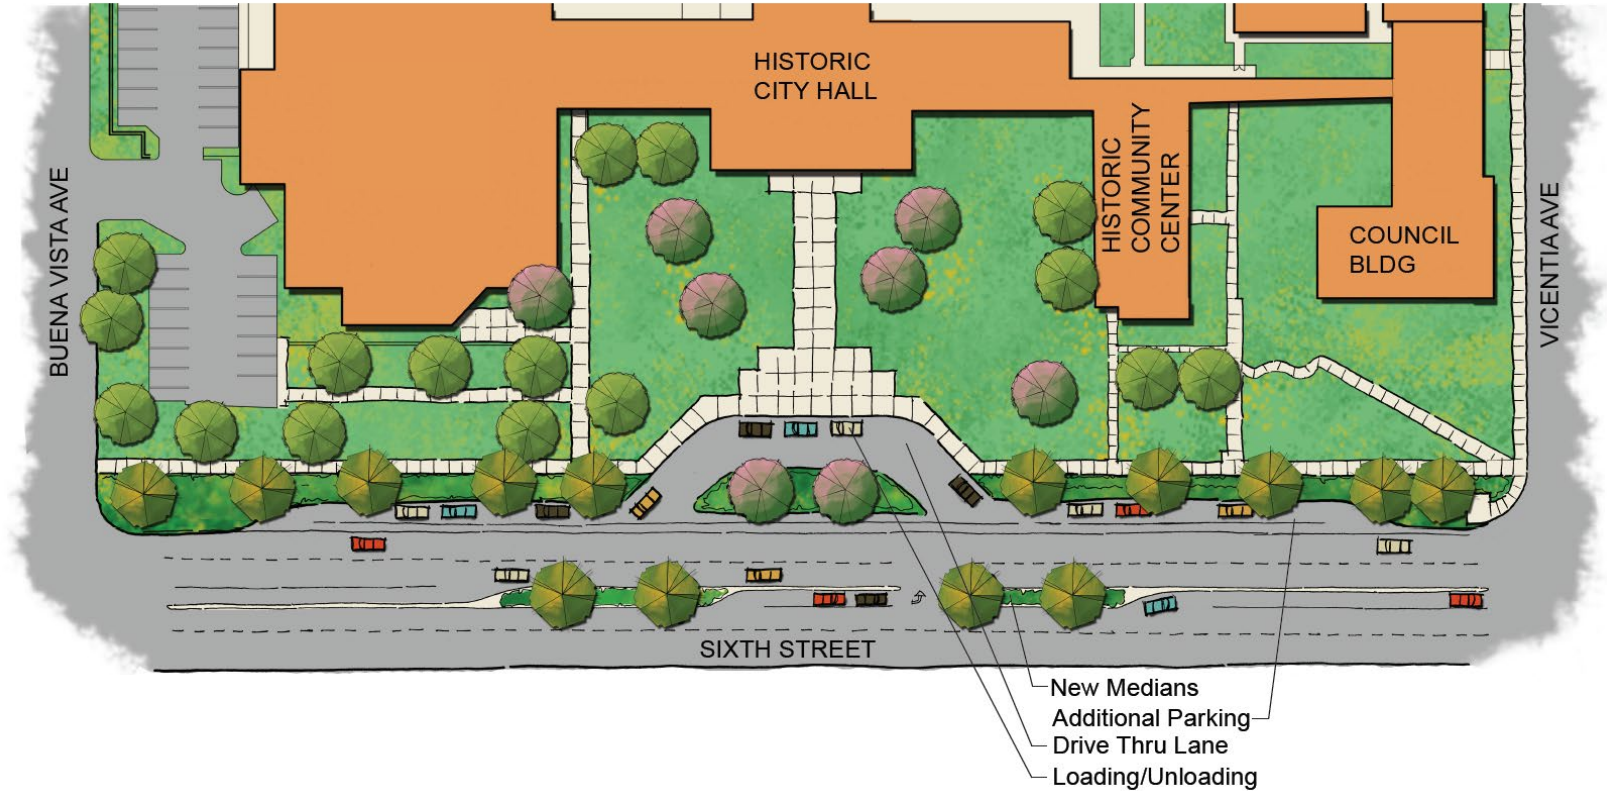 HISTORIC
CITY HALL
HISTORIC
COMMUNITY
CENTER
COUNCIL
BLDG
BUENA VISTA AVE
VICENTIA AVE
SIXTH STREET
New Medians
Additional Parking
Drive Thru Lane
Loading/Unloading